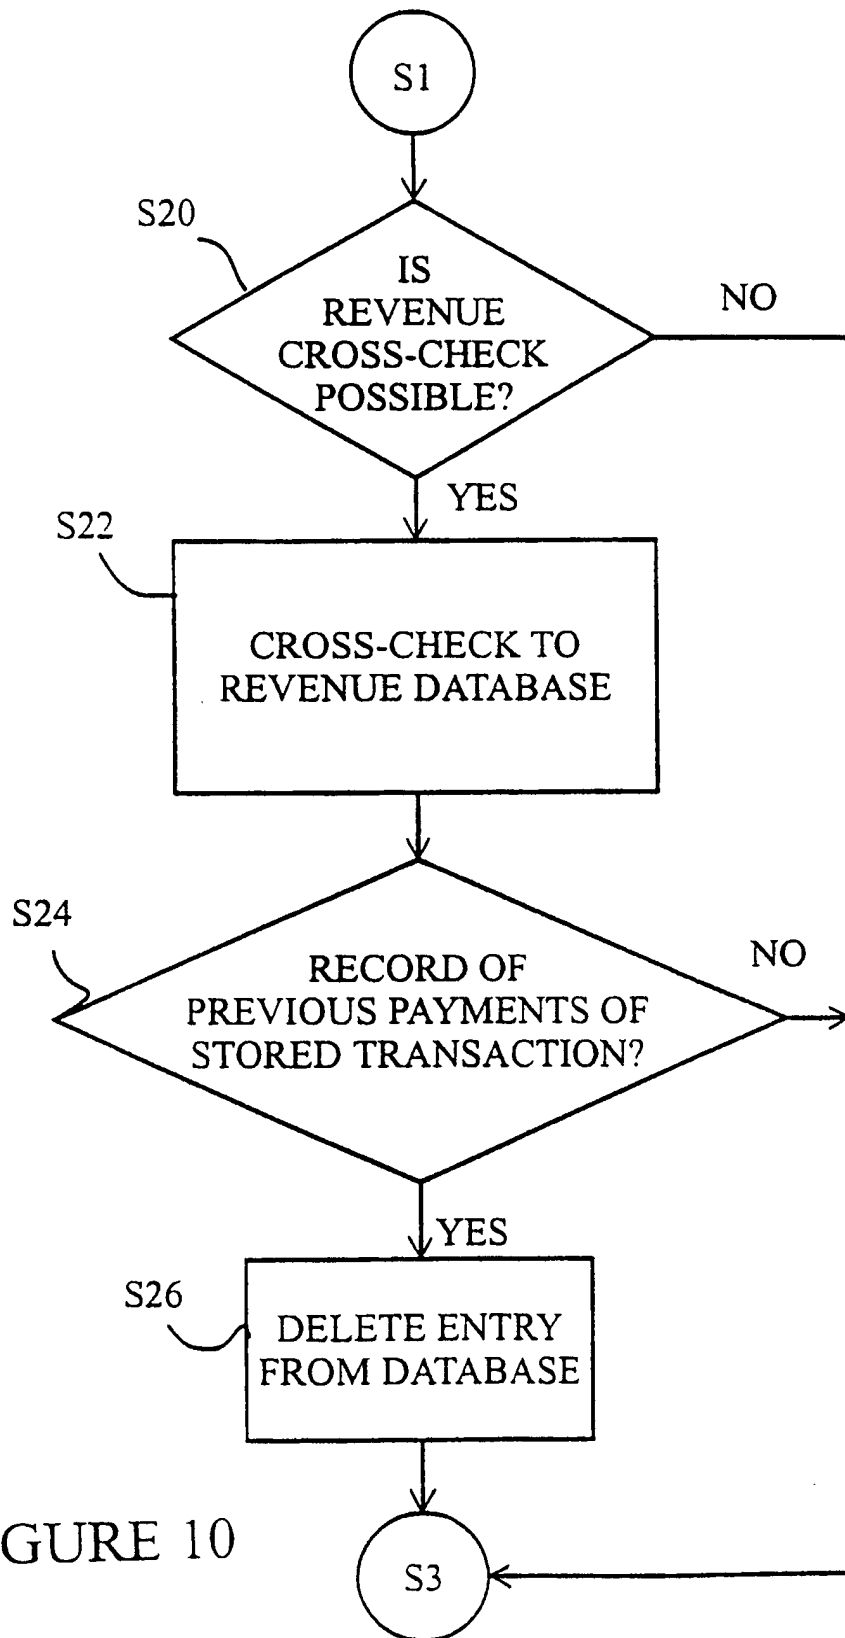 S1
S20
IS
REVENUE
CROSS-CHECK
POSSIBLE?
NO
YES
S22
CROSS-CHECK TO
REVENUE DATABASE
S24
RECORD OF
PREVIOUS PAYMENTS OF
STORED TRANSACTION?
NO
YES
S26
DELETE ENTRY
FROM DATABASE
GURE 10
S3